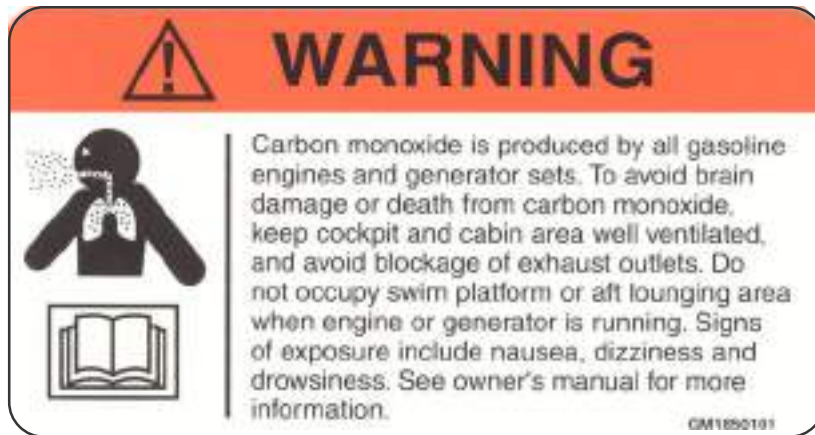 WARNING
Carbon monoxide is produced by all gasoline
engines and generator sets. To avoid brain
damage or death from carbon monoxide,
keep cockpit and cabin area well ventilated,
and avoid blockage of exhaust outlets. Do
not occupy swim platform or aft lounging area
when engine or generator is running. Signs
of exposure include nausea, dizziness and
drowsiness. See owner's manual for more
information.
GM1850101